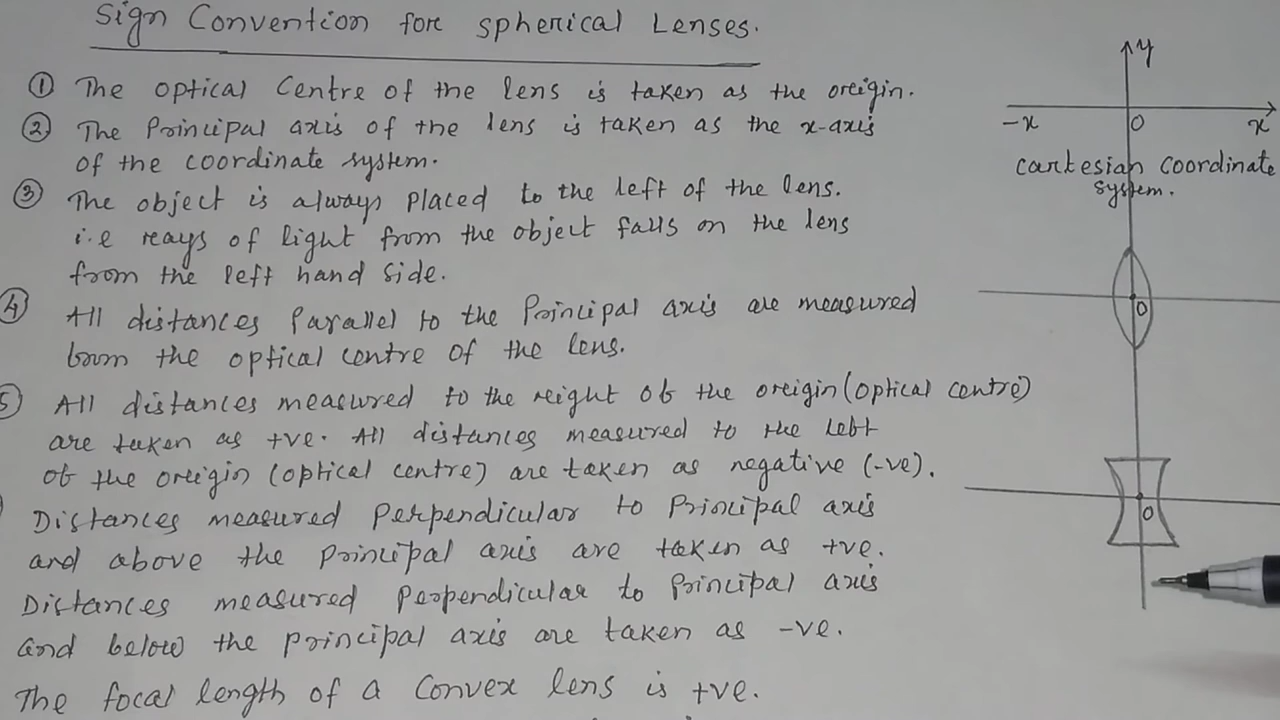 Sign Convention for spherical Lenses.
① The optical Centre of the lens is taken as the origin.
② The Principal axis of the lens is taken as the x-axis
of the coordinate system.
③ The object is always placed to the left of the lens.
i.e rays of light from the object falls on the lens
from the left hand side.
④ All distances Parallel to the Principal axis are measured
from the optical centre of the lens.
5 All distances measured to the right of the origin (optical centre)
are taken as +ve. All distances measured to the left
of the origin (optical centre) are taken as negative (-ve).
Distances measured perpendicular to Principal axis
and above the principal axis are taken as +ve.
Distances measured perpendicular to Principal axis
and below the principal axis are taken as -ve.
The focal length of a Convex lens is +ve.
y
-x 0 x
Cartesian Coordinate
system.
0
0